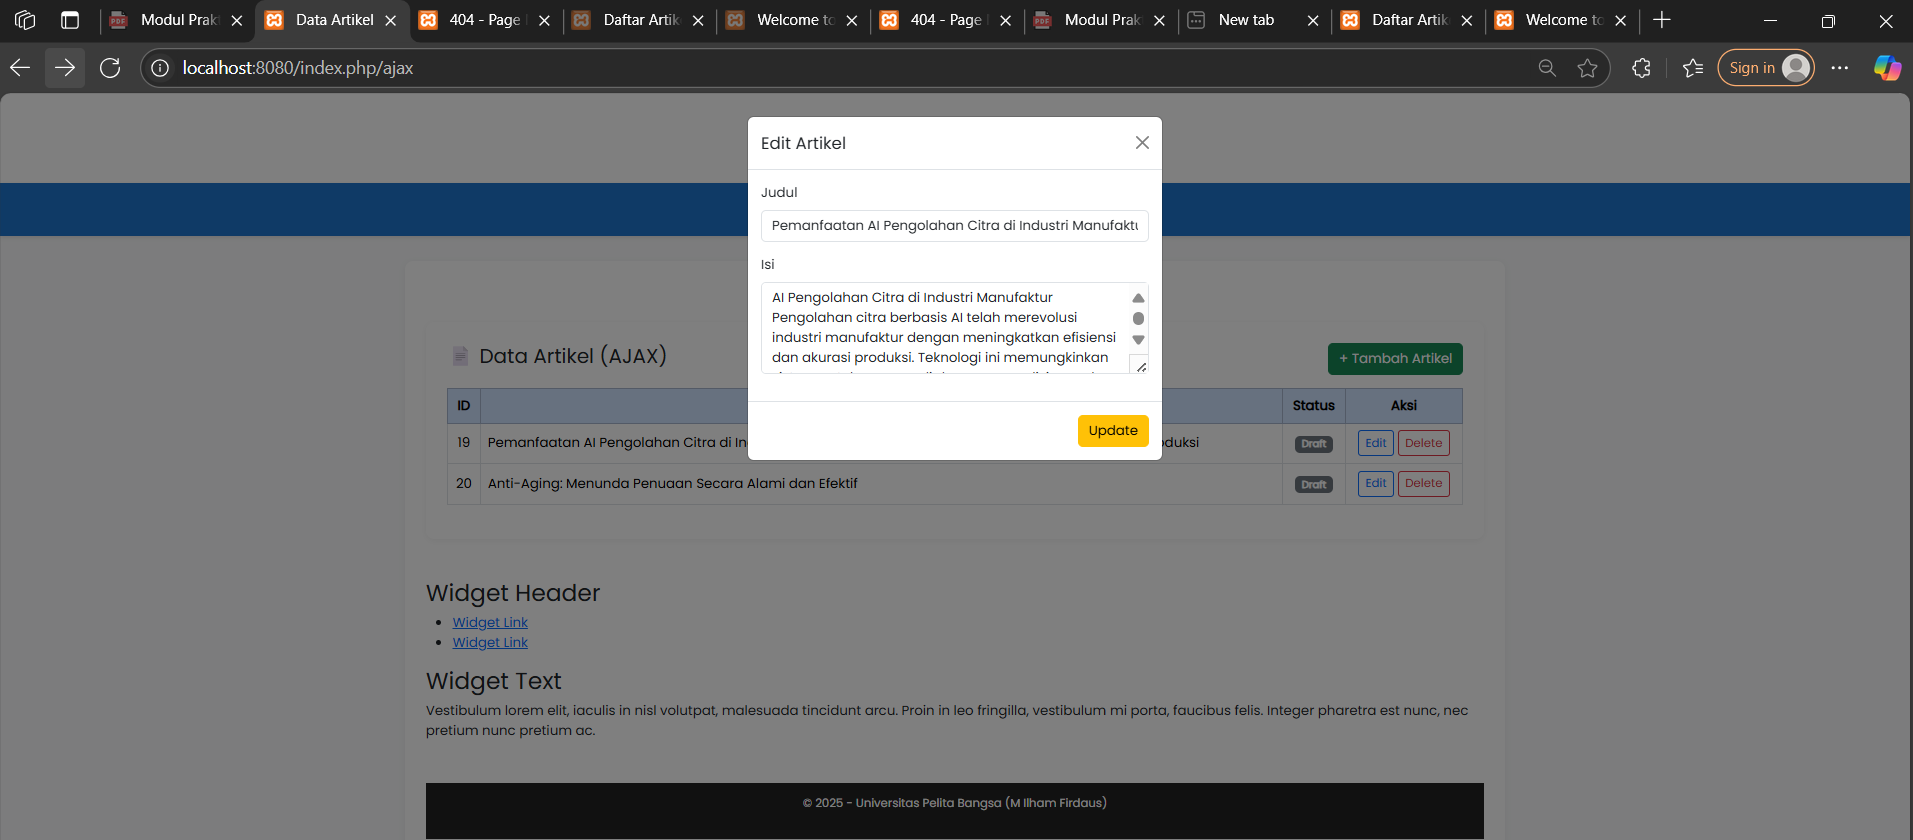 Modul Prak
Data Artikel
404 - Page
Daftar Artik
Welcome to
404 - Page
Modul Prak
New tab
Daftar Artik
Welcome to
localhost:8080/index.php/ajax
Sign in
Edit Artikel
Judul
Pemanfaatan AI Pengolahan Citra di Industri Manufaktu
Isi
AI Pengolahan Citra di Industri Manufaktur
Pengolahan citra berbasis AI telah merevolusi
industri manufaktur dengan meningkatkan efisiensi
dan akurasi produksi. Teknologi ini memungkinkan
Update
Data Artikel (AJAX)
+ Tambah Artikel
ID Status Aksi
19 Pemanfaatan AI Pengolahan Citra di In duksi Draft Edit Delete
20 Anti-Aging: Menunda Penuaan Secara Alami dan Efektif Draft Edit Delete
Widget Header
Widget Link
Widget Link
Widget Text
Vestibulum lorem elit, iaculis in nisl volutpat, malesuada tincidunt arcu. Proin in leo fringilla, vestibulum mi porta, faucibus felis. Integer pharetra est nunc, nec
pretium nunc pretium ac.
© 2025 - Universitas Pelita Bangsa (M Ilham Firdaus)